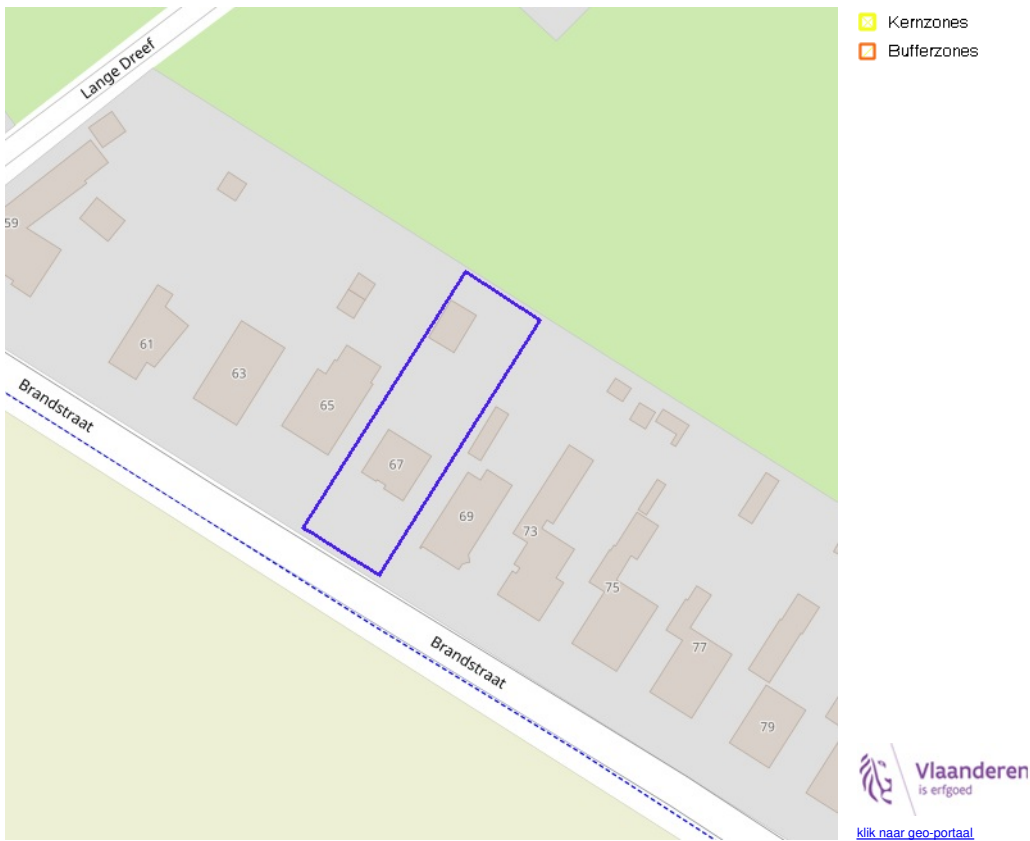 Kernzones
Bufferzones
Lange Dreef
59
61
63
65
67
69
73
75
77
79
Brandstraat
Brandstraat
Vlaanderen
is erfgoed
klik naar geo-portaal